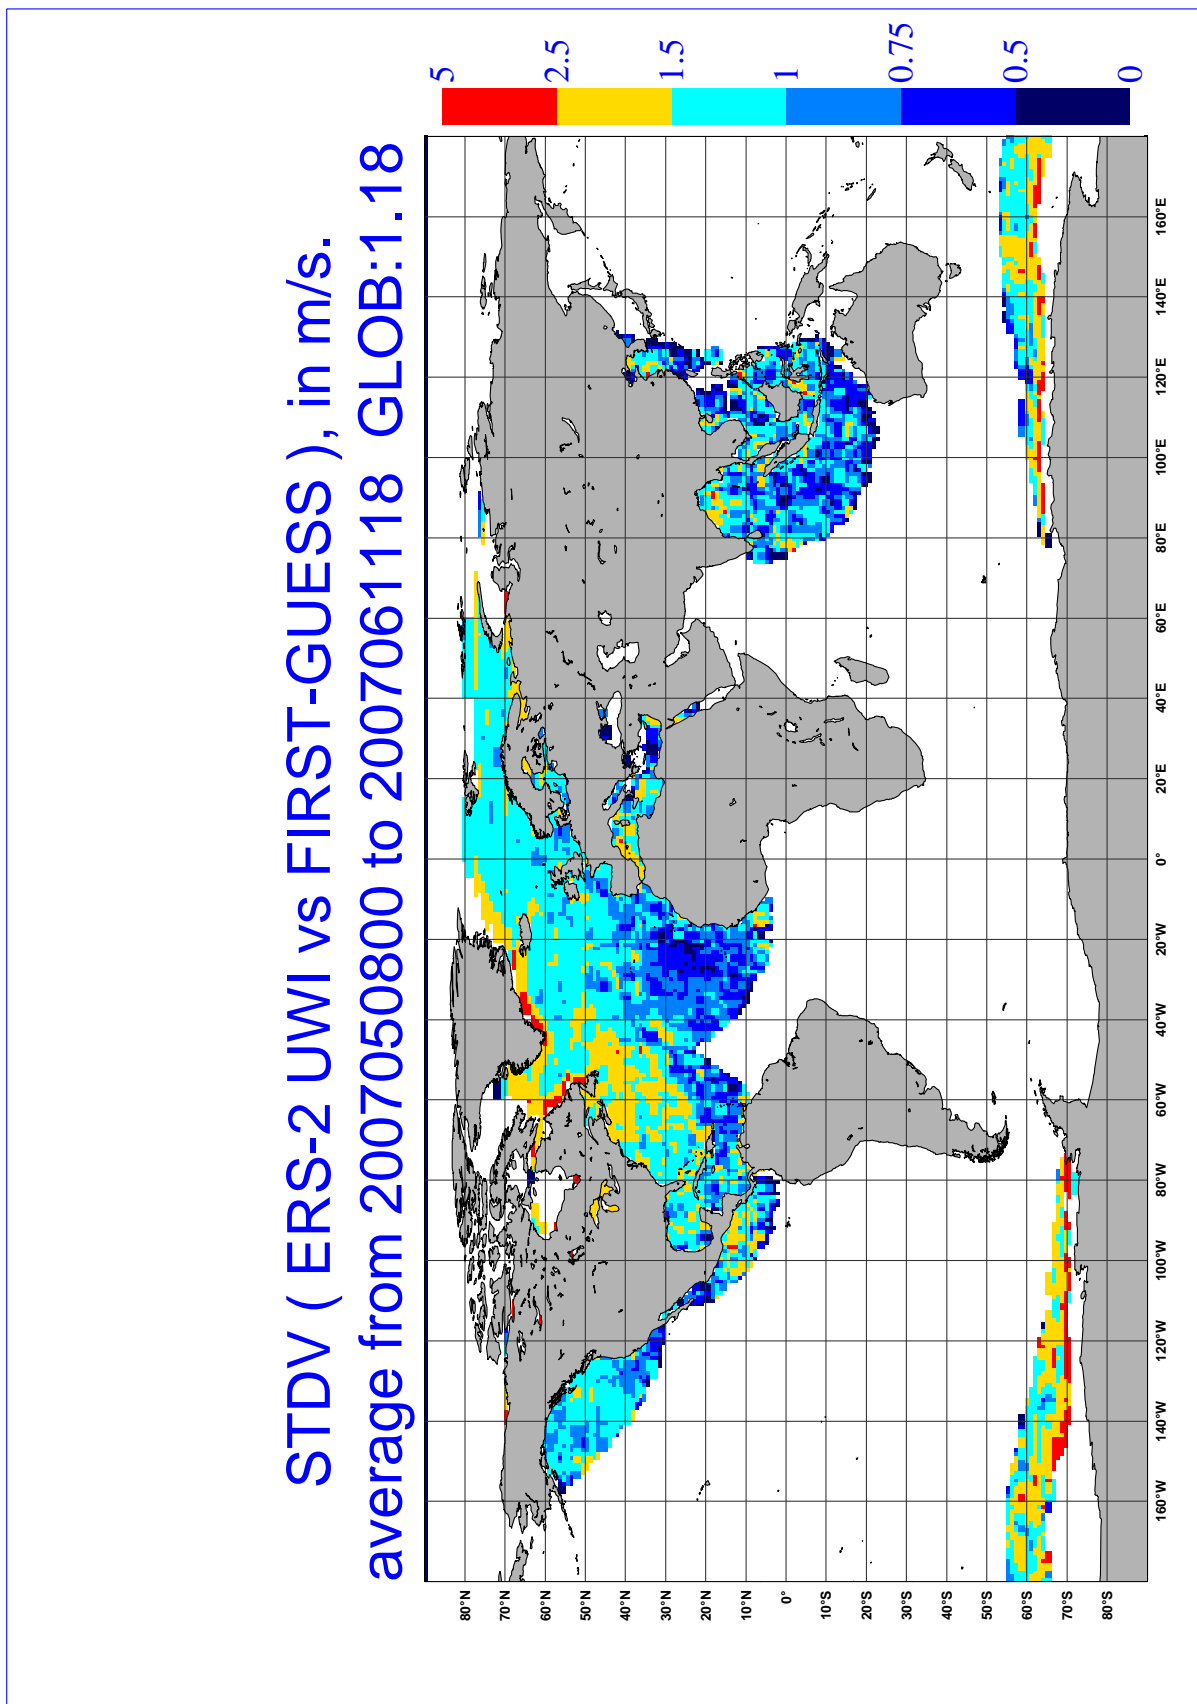 STDV ( ERS-2 UWI vs FIRST-GUESS ), in m/s.
average from 2007050800 to 2007061118 GLOB:1.18
0 0.5 0.75 1 1.5 2.5 5
80°N
70°N
60°N
50°N
40°N
30°N
20°N
10°N
0°
10°S
20°S
30°S
40°S
50°S
60°S
70°S
80°S
160°W 140°W 120°W 100°W 80°W 60°W 40°W 20°W 0° 20°E 40°E 60°E 80°E 100°E 120°E 140°E 160°E